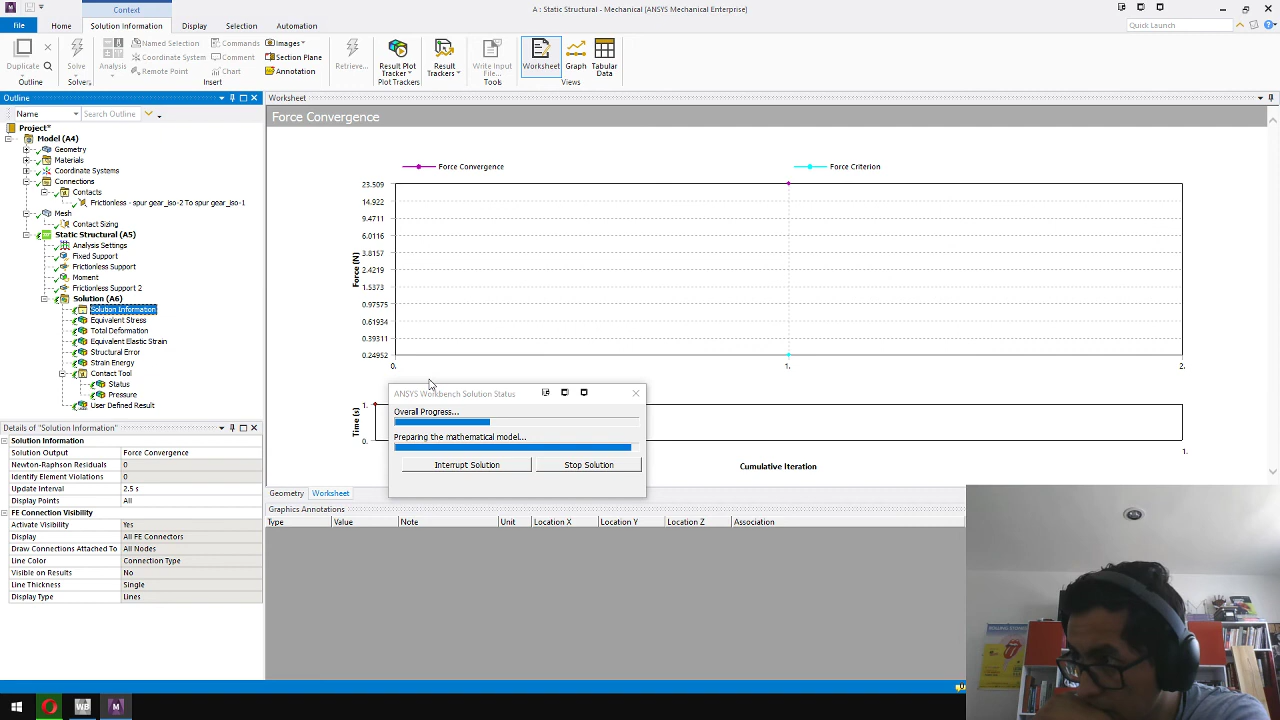 Context
A : Static Structural - Mechanical (ANSYS Mechanical Enterprise)
File
Home
Solution Information
Display
Selection
Automation
Quick Launch
Duplicate
Solve
Analysis
Named Selection
Coordinate System
Remote Point
Commands
Comment
Chart
Images
Section Plane
Annotation
Retrieve...
Result Plot
Tracker
Result
Trackers
Write Input
File...
Worksheet
Graph
Tabular
Data
Outline
Solve
Insert
Plot Trackers
Tools
Views
Outline
Name
Search Outline
Project*
Model (A4)
Geometry
Materials
Coordinate Systems
Connections
Contacts
Frictionless - spur gear_iso-2 To spur gear_iso-1
Mesh
Contact Sizing
Static Structural (A5)
Analysis Settings
Fixed Support
Frictionless Support
Moment
Frictionless Support 2
Solution (A6)
Solution Information
Equivalent Stress
Total Deformation
Equivalent Elastic Strain
Structural Error
Strain Energy
Contact Tool
Status
Pressure
User Defined Result
Details of "Solution Information"
Solution Information
Solution Output Force Convergence
Newton-Raphson Residuals 0
Identify Element Violations 0
Update Interval 2.5 s
Display Points All
FE Connection Visibility
Activate Visibility Yes
Display All FE Connectors
Draw Connections Attached To All Nodes
Line Color Connection Type
Visible on Results No
Line Thickness Single
Display Type Lines
Worksheet
Force Convergence
Force Convergence
Force Criterion
Force (N)
23.509
14.922
9.4711
6.0116
3.8157
2.4219
1.5373
0.97575
0.61934
0.39311
0.24952
0. 1. 2.
Time (s)
1.
0.
1.
Cumulative Iteration
ANSYS Workbench Solution Status
Overall Progress...
Preparing the mathematical model...
Interrupt Solution
Stop Solution
Geometry
Worksheet
Graphics Annotations
Type Value Note Unit Location X Location Y Location Z Association
WB
M